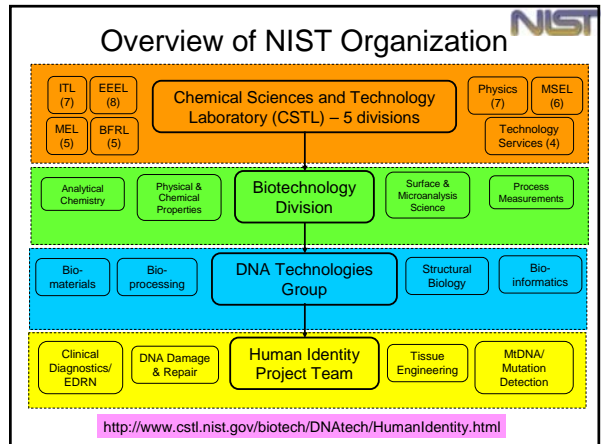 NIST
Overview of NIST Organization
ITL
(7)
EEEL
(8)
MEL
(5)
BFRL
(5)
Chemical Sciences and Technology
Laboratory (CSTL) – 5 divisions
Physics
(7)
MSEL
(6)
Technology
Services (4)
Analytical
Chemistry
Physical &
Chemical
Properties
Biotechnology
Division
Surface &
Microanalysis
Science
Process
Measurements
Bio-
materials
Bio-
processing
DNA Technologies
Group
Structural
Biology
Bio-
informatics
Clinical
Diagnostics/
EDRN
DNA Damage
& Repair
Human Identity
Project Team
Tissue
Engineering
MtDNA/
Mutation
Detection
http://www.cstl.nist.gov/biotech/DNAtech/HumanIdentity.html